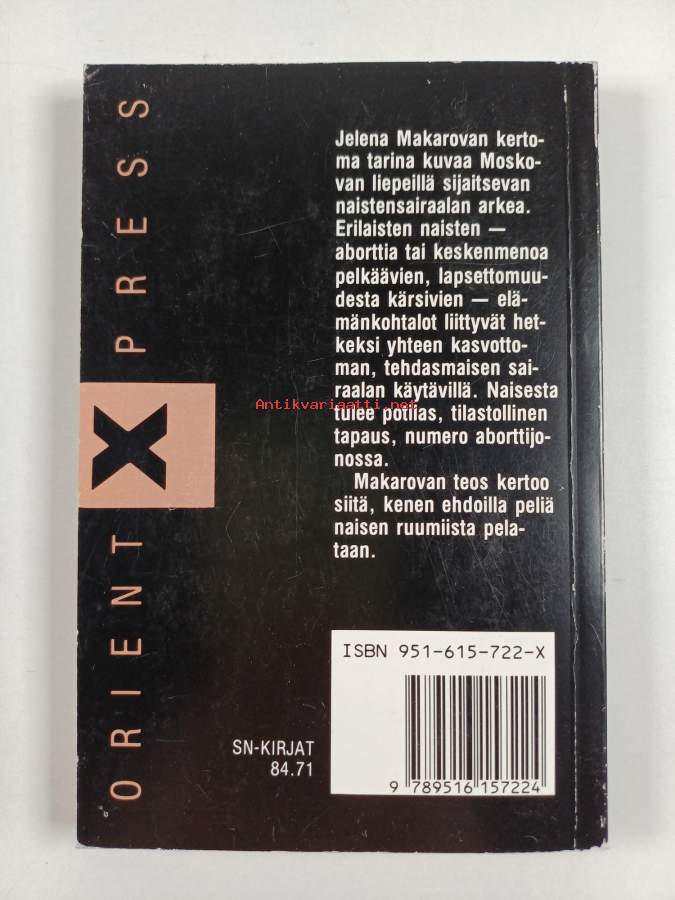 ORIENT X PRESS
Jelena Makarovan kerto-
ma tarina kuvaa Mosko-
van liepeillä sijaitsevan
naistensairaalan arkea.
Erilaisten naisten —
aborttia tai keskenmenoa
pelkäävien, lapsettomuu-
desta kärsivien — elä-
mänkohtalot liittyvät het-
keksi yhteen kasvotto-
man, tehdasmaisen sai-
raalan käytävillä. Naisesta
tulee potilas, tilastollinen
tapaus, numero aborttijo-
nossa.
Makarovan teos kertoo
siitä, kenen ehdoilla peliä
naisen ruumiista pela-
taan.
Antikvariaatti.net
ISBN 951-615-722-X
9 789516 157224
SN-KIRJAT
84.71